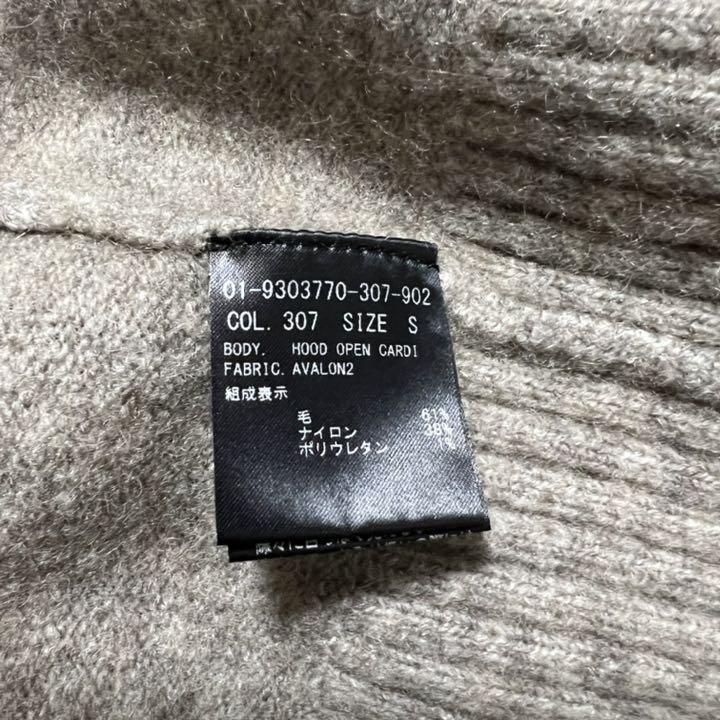 01-9303770-307-902
COL. 307 SIZE S
BODY. HOOD OPEN CARDI
FABRIC. AVALON2
組成表示
毛 61%
ナイロン 38%
ポリウレタン 1%